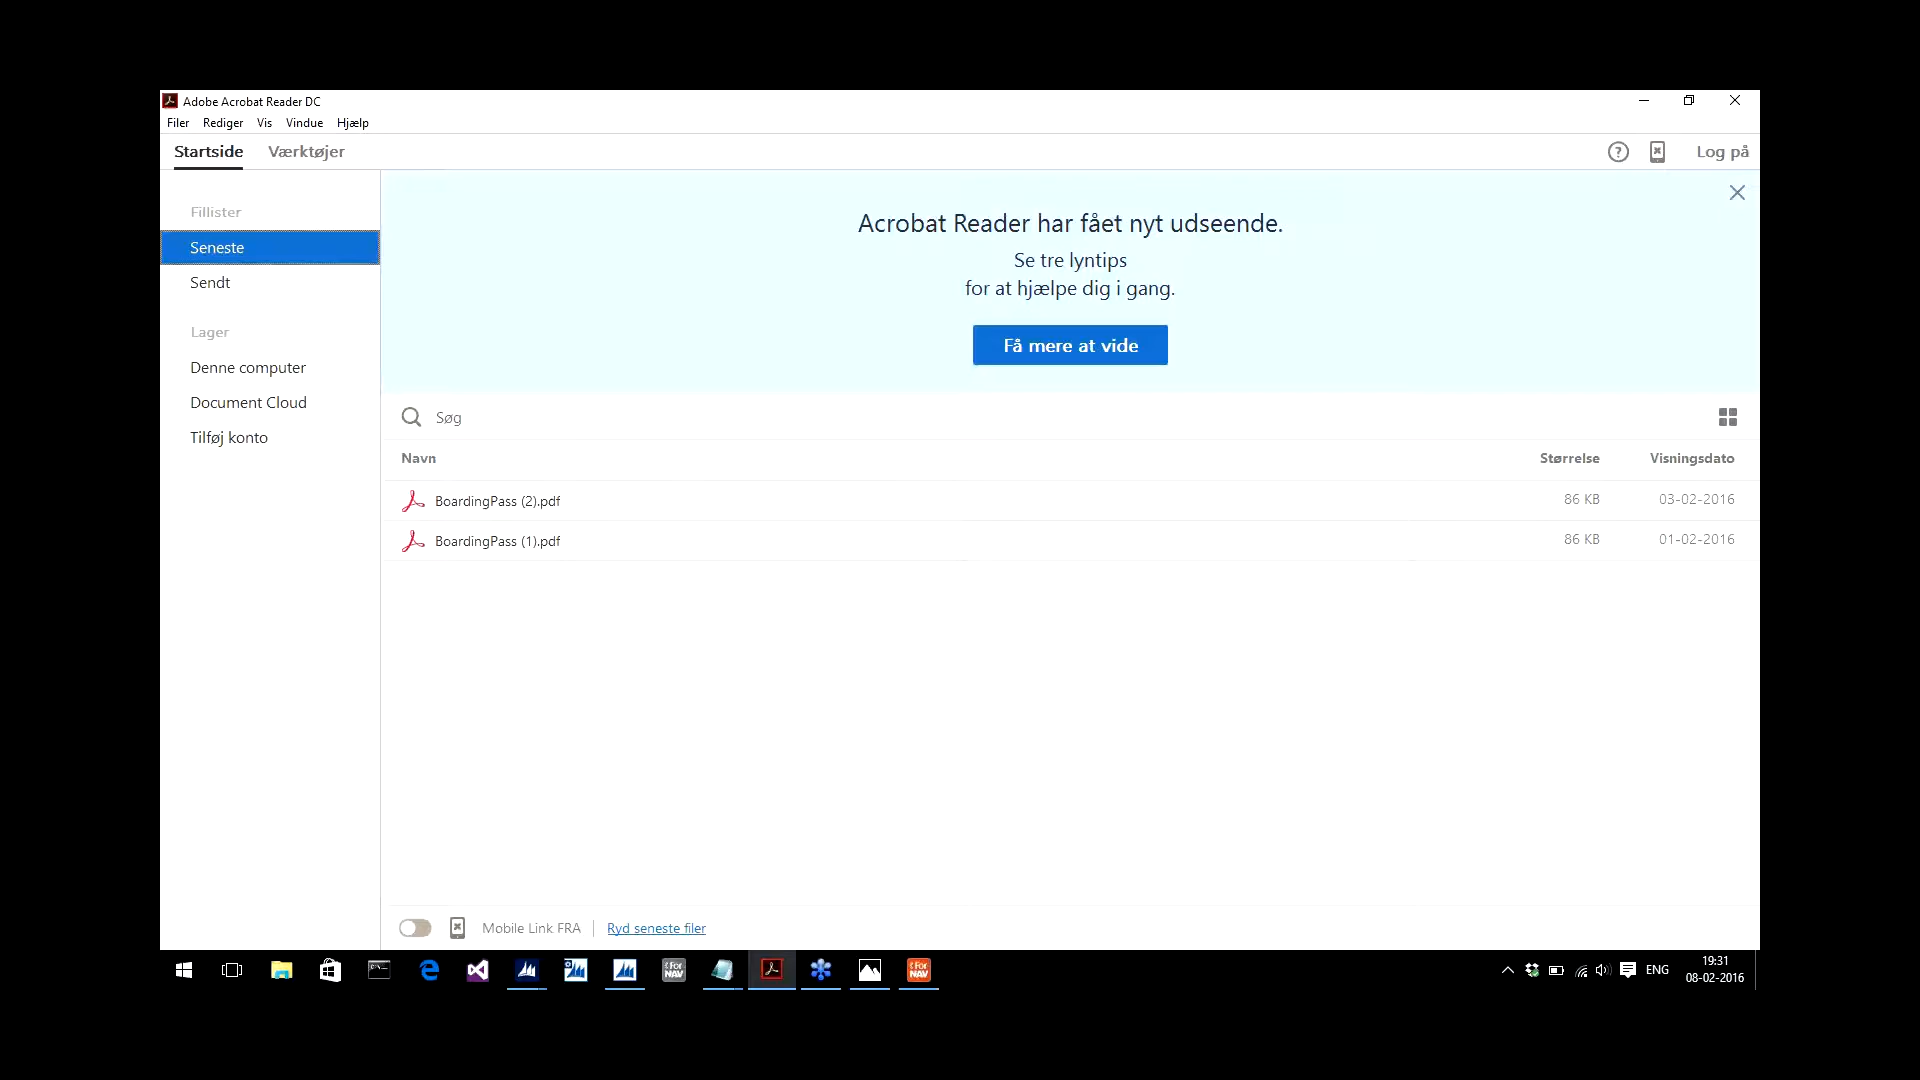 Adobe Acrobat Reader DC
Filer Rediger Vis Vindue Hjælp
Startside Værktøjer Log på
Fillister
Seneste
Sendt
Lager
Denne computer
Document Cloud
Tilføj konto
Acrobat Reader har fået nyt udseende.
Se tre lyntips
for at hjælpe dig i gang.
Få mere at vide
Søg
Navn Størrelse Visningsdato
BoardingPass (2).pdf 86 KB 03-02-2016
BoardingPass (1).pdf 86 KB 01-02-2016
Mobile Link FRA Ryd seneste filer
ForNAV
ForNAV
ENG
19:31
08-02-2016